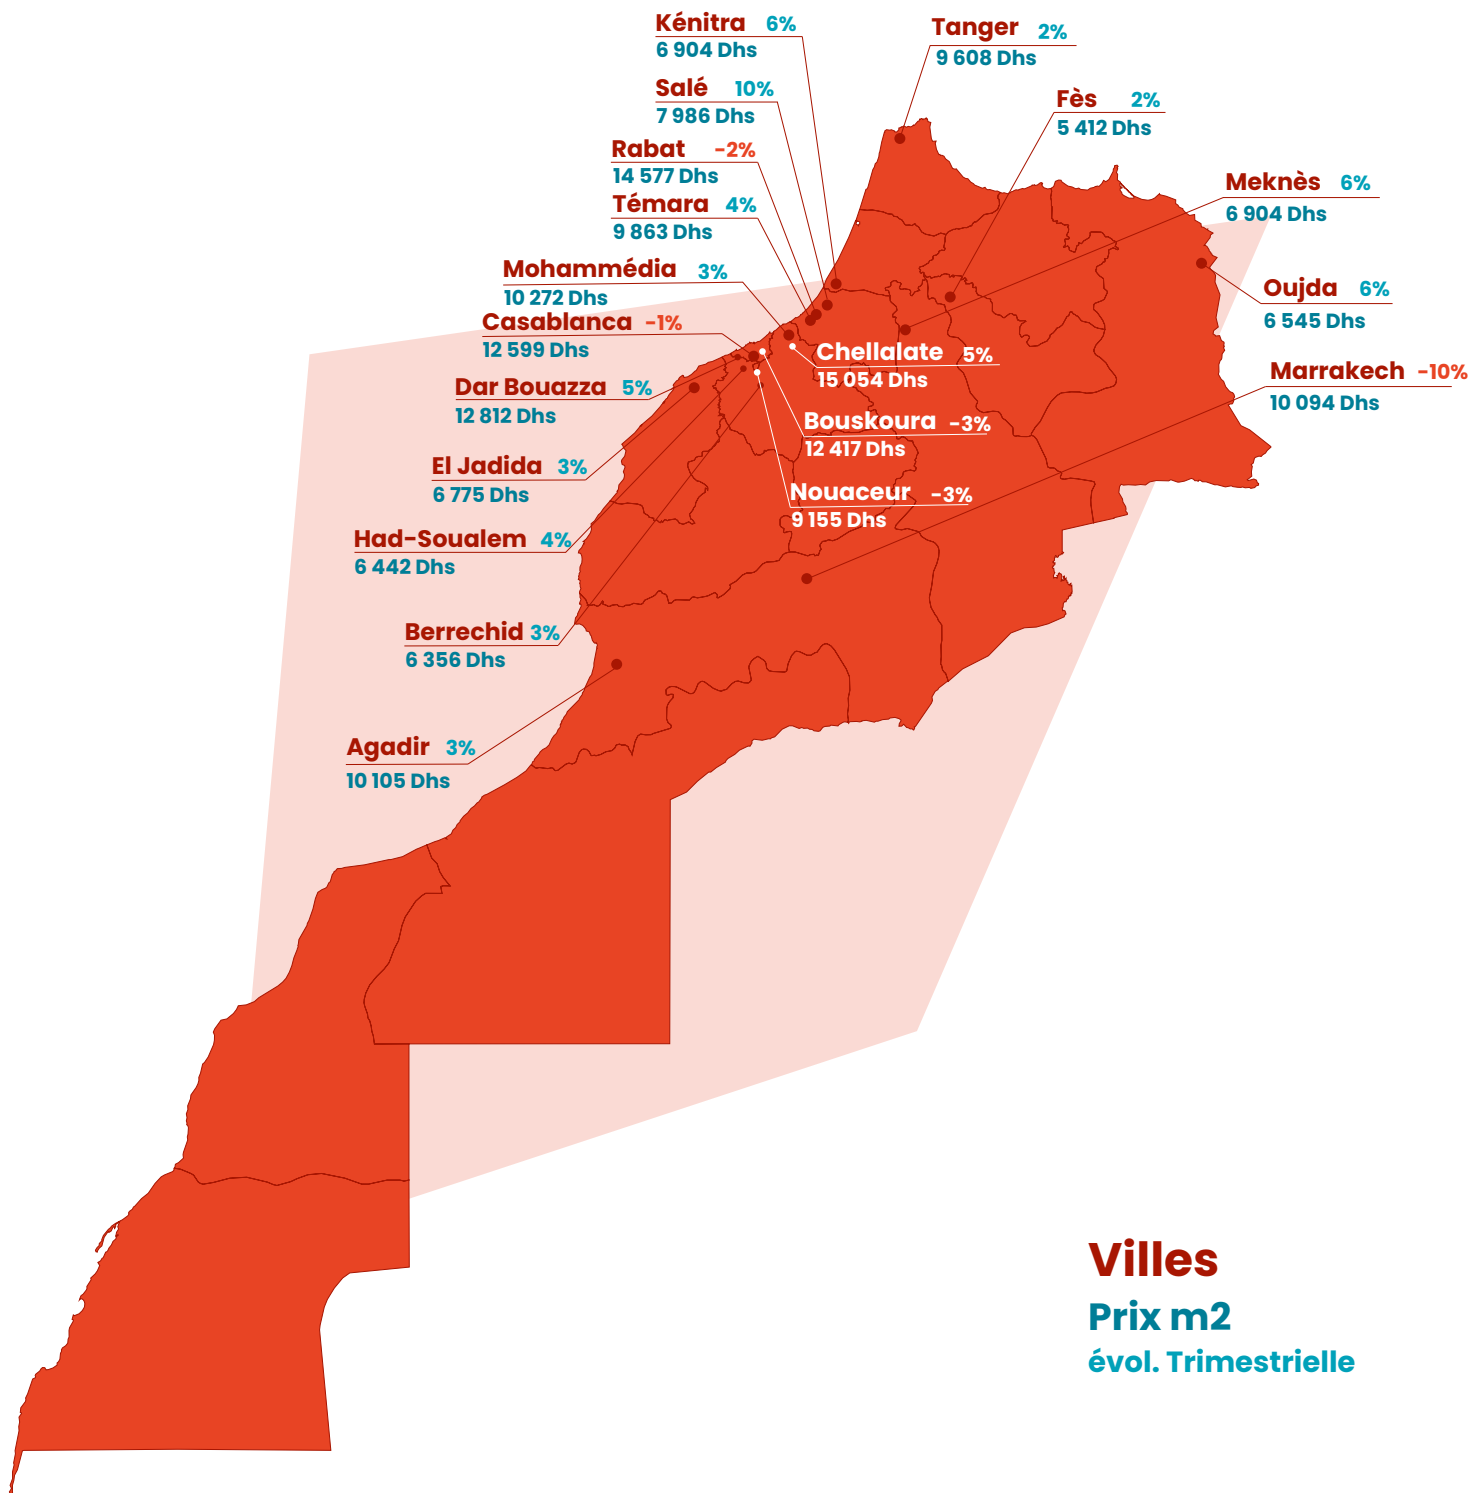 Kénitra 6%
6 904 Dhs
Tanger 2%
9 608 Dhs
Salé 10%
7 986 Dhs
Fès 2%
5 412 Dhs
Rabat -2%
14 577 Dhs
Meknès 6%
6 904 Dhs
Témara 4%
9 863 Dhs
Mohammédia 3%
10 272 Dhs
Oujda 6%
6 545 Dhs
Casablanca -1%
12 599 Dhs
Chellalate 5%
15 054 Dhs
Marrakech -10%
10 094 Dhs
Dar Bouazza 5%
12 812 Dhs
Bouskoura -3%
12 417 Dhs
El Jadida 3%
6 775 Dhs
Nouaceur -3%
9 155 Dhs
Had-Soualem 4%
6 442 Dhs
Berrechid 3%
6 356 Dhs
Agadir 3%
10 105 Dhs
Villes
Prix m2
évol. Trimestrielle